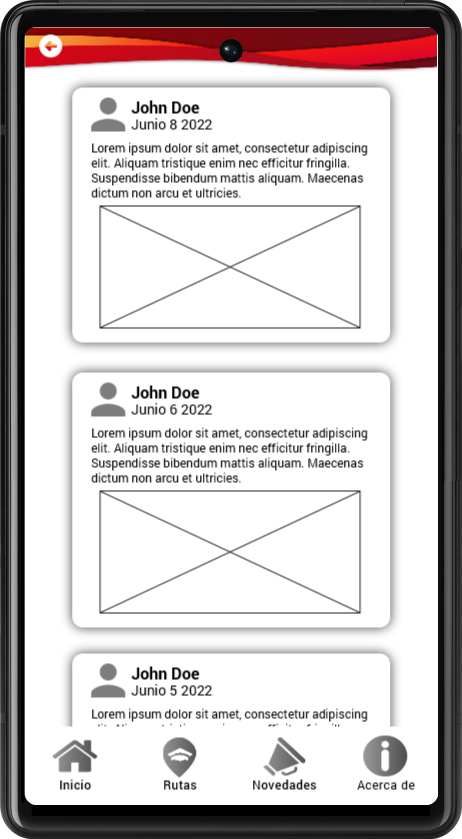 John Doe
Junio 8 2022
Lorem ipsum dolor sit amet, consectetur adipiscing
elit. Aliquam tristique enim nec efficitur fringilla.
Suspendisse bibendum mattis aliquam. Maecenas
dictum non arcu et ultricies.
John Doe
Junio 6 2022
Lorem ipsum dolor sit amet, consectetur adipiscing
elit. Aliquam tristique enim nec efficitur fringilla.
Suspendisse bibendum mattis aliquam. Maecenas
dictum non arcu et ultricies.
John Doe
Junio 5 2022
Lorem ipsum dolor sit amet, consectetur adipiscing
Inicio
Rutas
Novedades
Acerca de